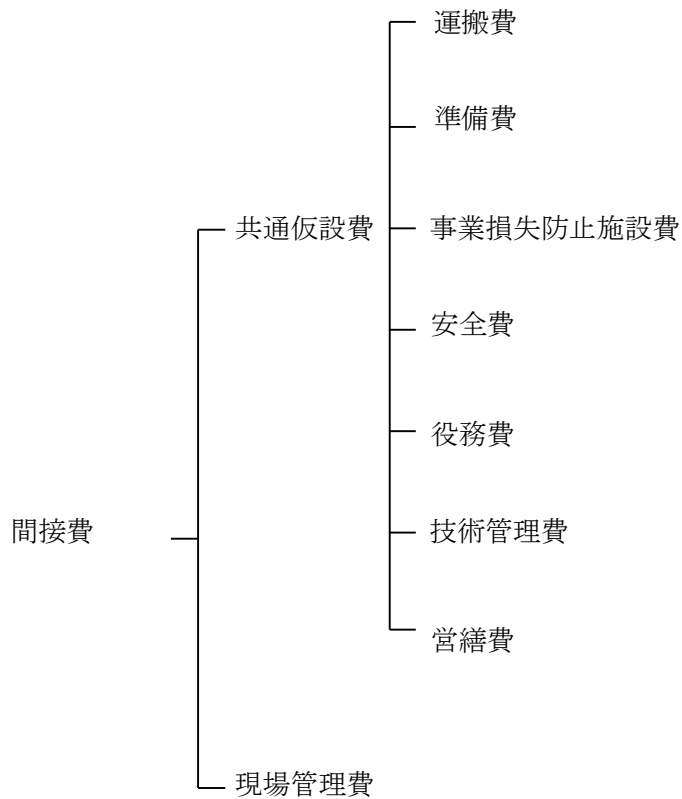 運搬費
準備費
共通仮設費
事業損失防止施設費
安全費
役務費
間接費
技術管理費
営繕費
現場管理費